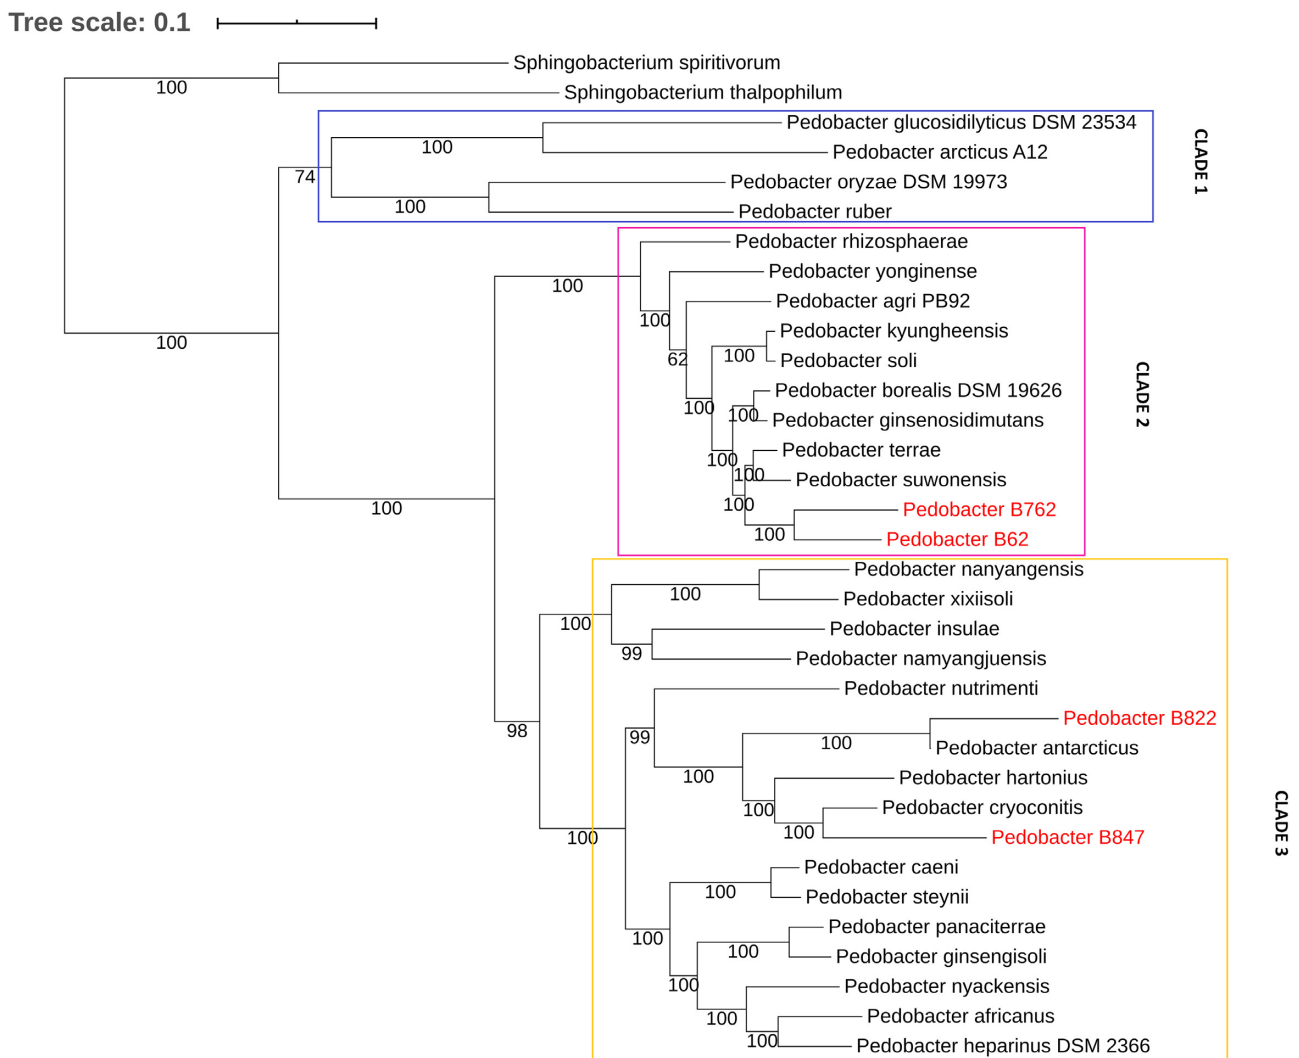 Tree scale: 0.1
Sphingobacterium spiritivorum
100
Sphingobacterium thalpophilum
Pedobacter glucosidilyticus DSM 23534
100
Pedobacter arcticus A12
CLADE 1
74
Pedobacter oryzae DSM 19973
100
Pedobacter ruber
Pedobacter rhizosphaerae
Pedobacter yonginense
100
Pedobacter agri PB92
100
Pedobacter kyungheensis
100
100
62
Pedobacter soli
Pedobacter borealis DSM 19626
CLADE 2
100
100
Pedobacter ginsenosidimutans
Pedobacter terrae
100
100
Pedobacter suwonensis
100
100
Pedobacter B762
100
Pedobacter B62
Pedobacter nanyangensis
100
Pedobacter xixiisoli
100
Pedobacter insulae
99
Pedobacter namyangjuensis
Pedobacter nutrimenti
98
99
Pedobacter B822
100
Pedobacter antarcticus
100
Pedobacter hartonius
100
Pedobacter cryoconitis
CLADE 3
100
100
Pedobacter B847
Pedobacter caeni
100
Pedobacter steynii
Pedobacter panaciterrae
100
100
Pedobacter ginsengisoli
100
Pedobacter nyackensis
100
Pedobacter africanus
100
Pedobacter heparinus DSM 2366